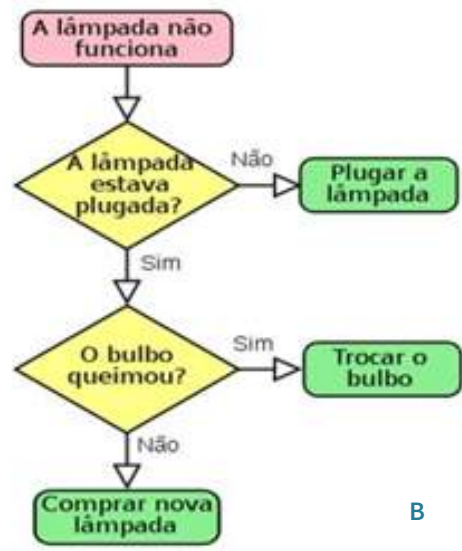 A lâmpada não
funciona
A lâmpada
estava
plugada?
Não
Plugar a
lâmpada
Sim
O bulbo
queimou?
Sim
Trocar o
bulbo
Não
Comprar nova
lâmpada
B